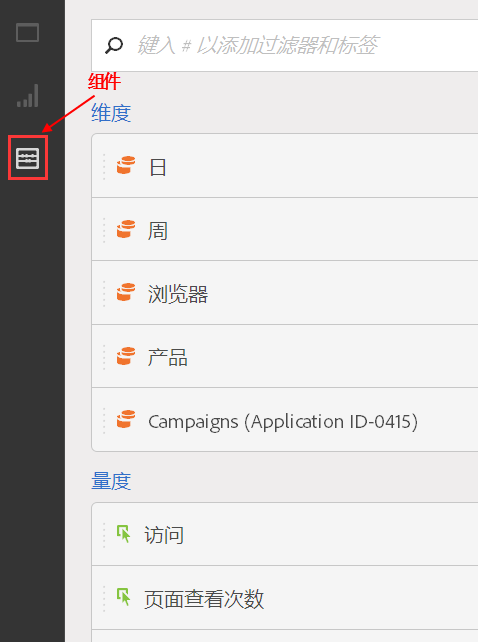 键入 # 以添加过滤器和标签
组件
维度
日
周
浏览器
产品
Campaigns (Application ID-0415)
量度
访问
页面查看次数